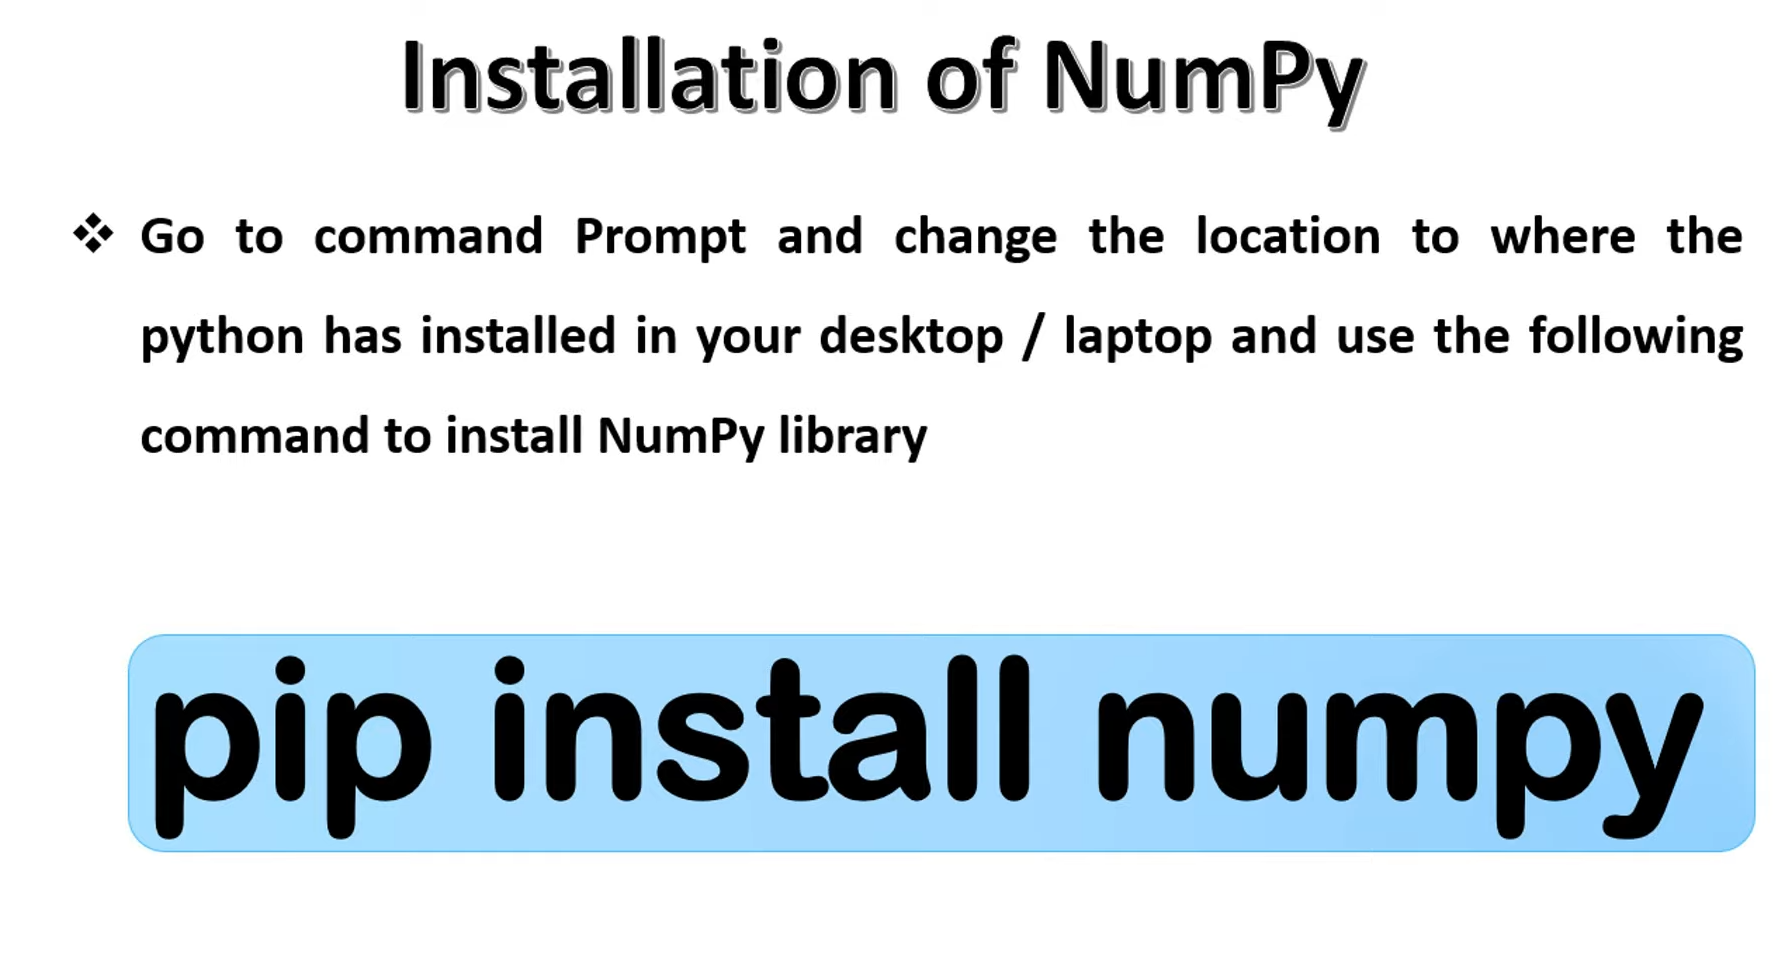 Installation of NumPy
❖ Go to command Prompt and change the location to where the
python has installed in your desktop / laptop and use the following
command to install NumPy library
pip install numpy